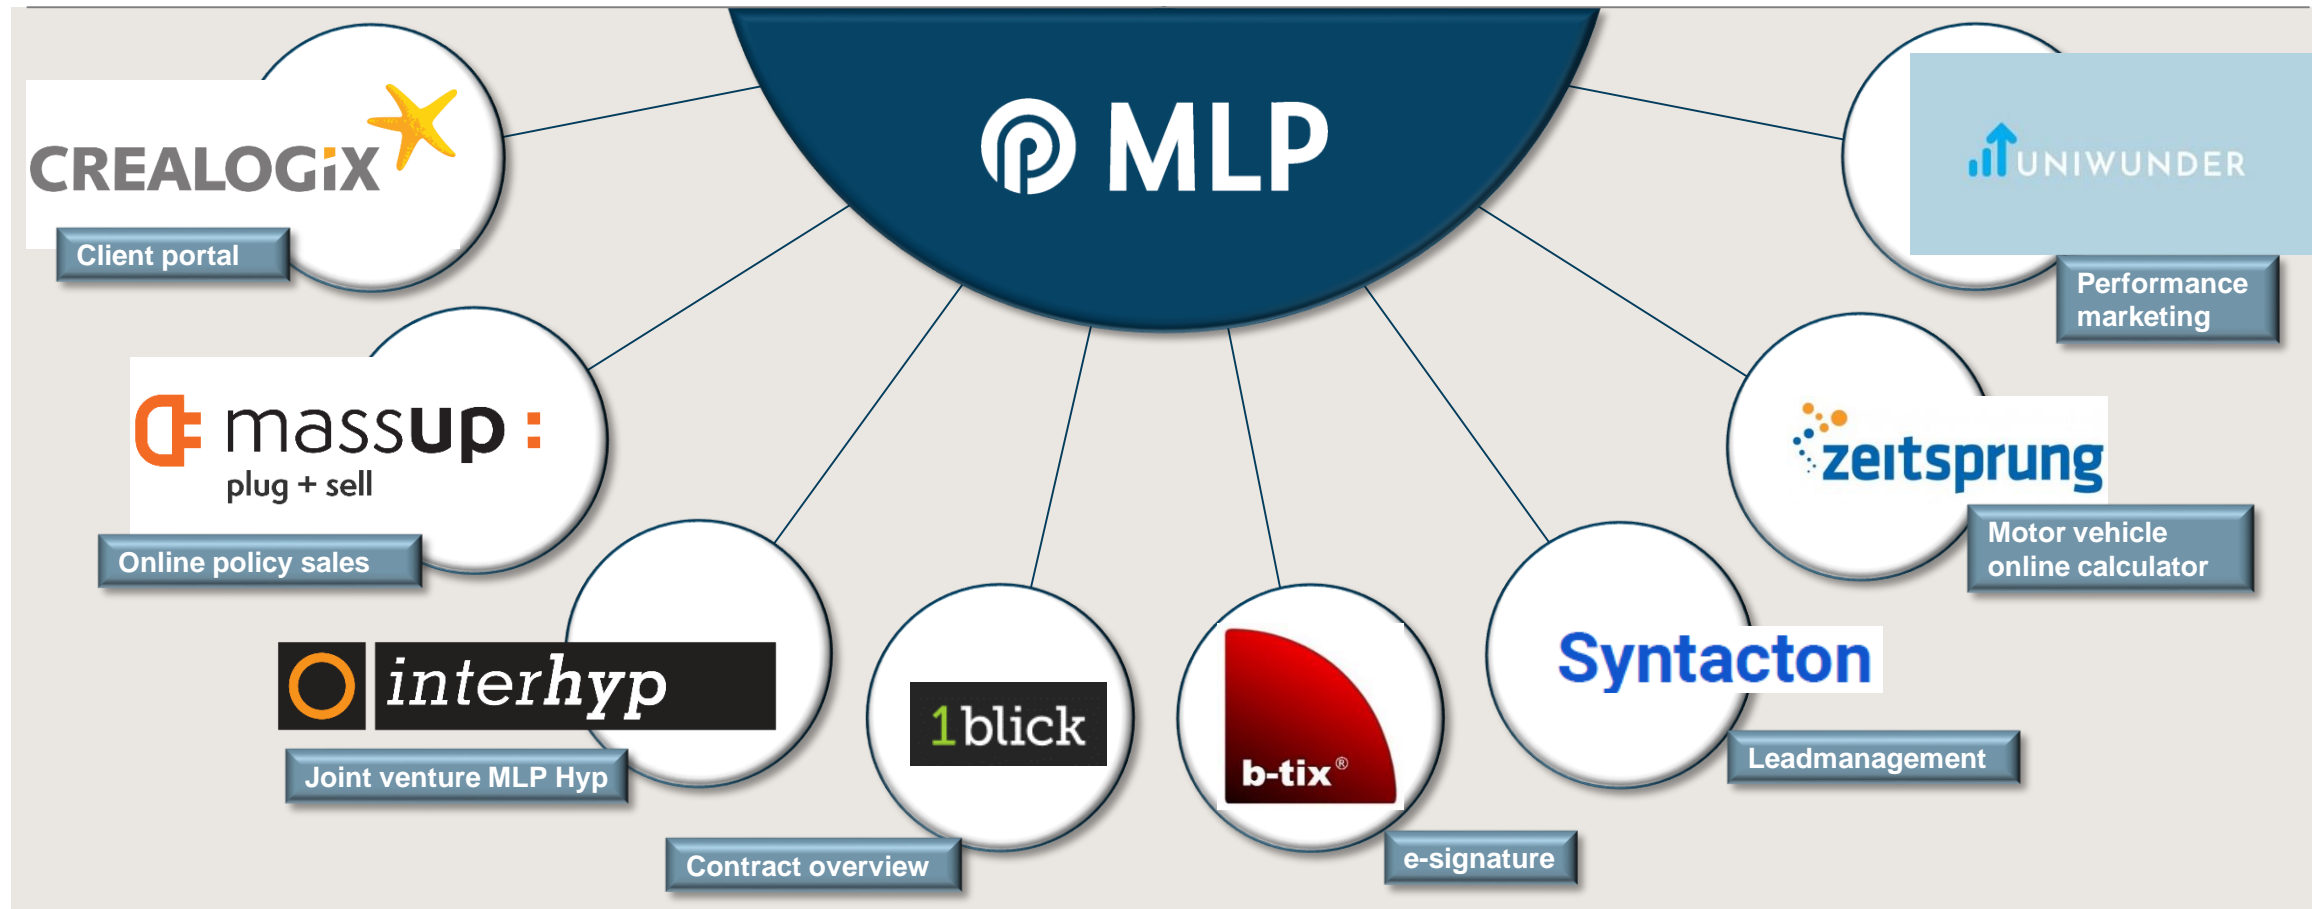 MLP
CREALOGiX
Client portal
UNIWUNDER
Performance
marketing
massup:
plug + sell
Online policy sales
zeitsprung
Motor vehicle
online calculator
interhyp
Joint venture MLP Hyp
1blick
Contract overview
b-tix®
e-signature
Syntacton
Leadmanagement